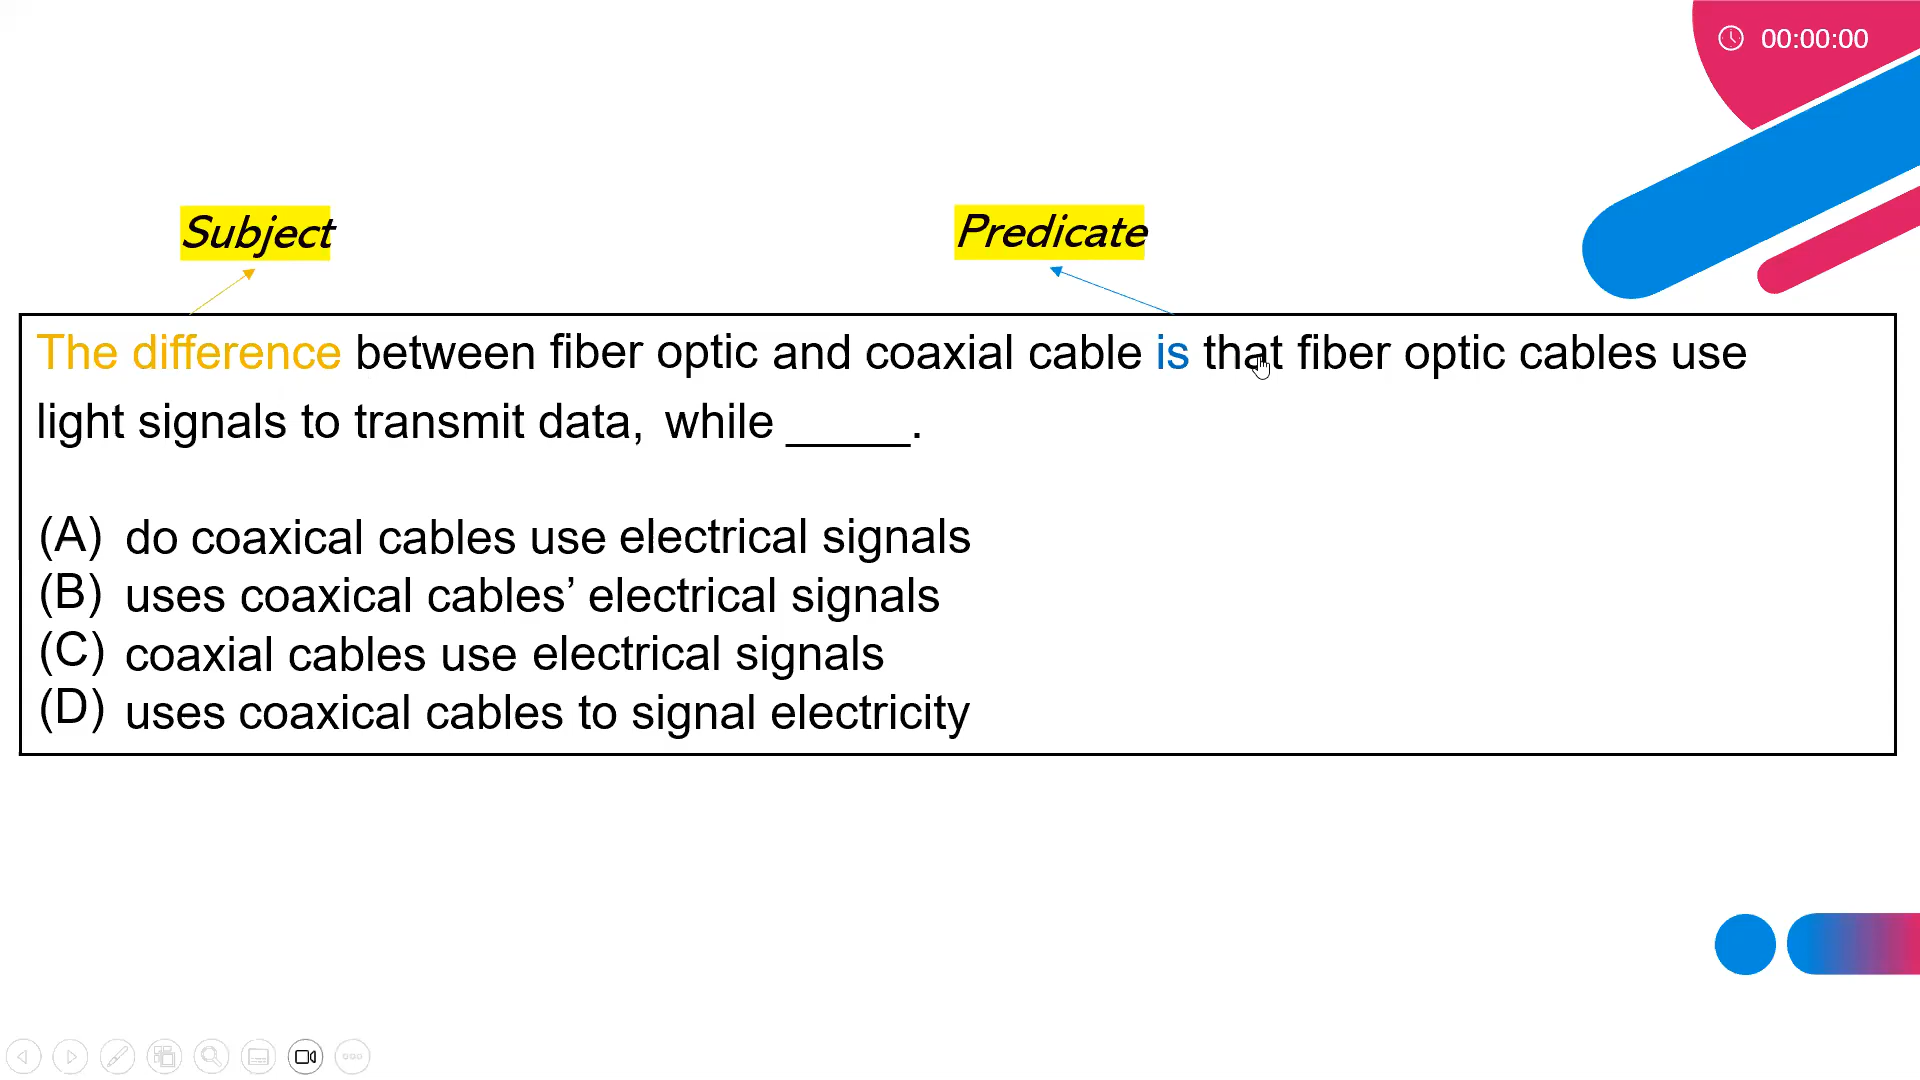 00:00:00
Subject Predicate
The difference between fiber optic and coaxial cable is that fiber optic cables use
light signals to transmit data, while _____.
(A) do coaxical cables use electrical signals
(B) uses coaxical cables’ electrical signals
(C) coaxial cables use electrical signals
(D) uses coaxical cables to signal electricity